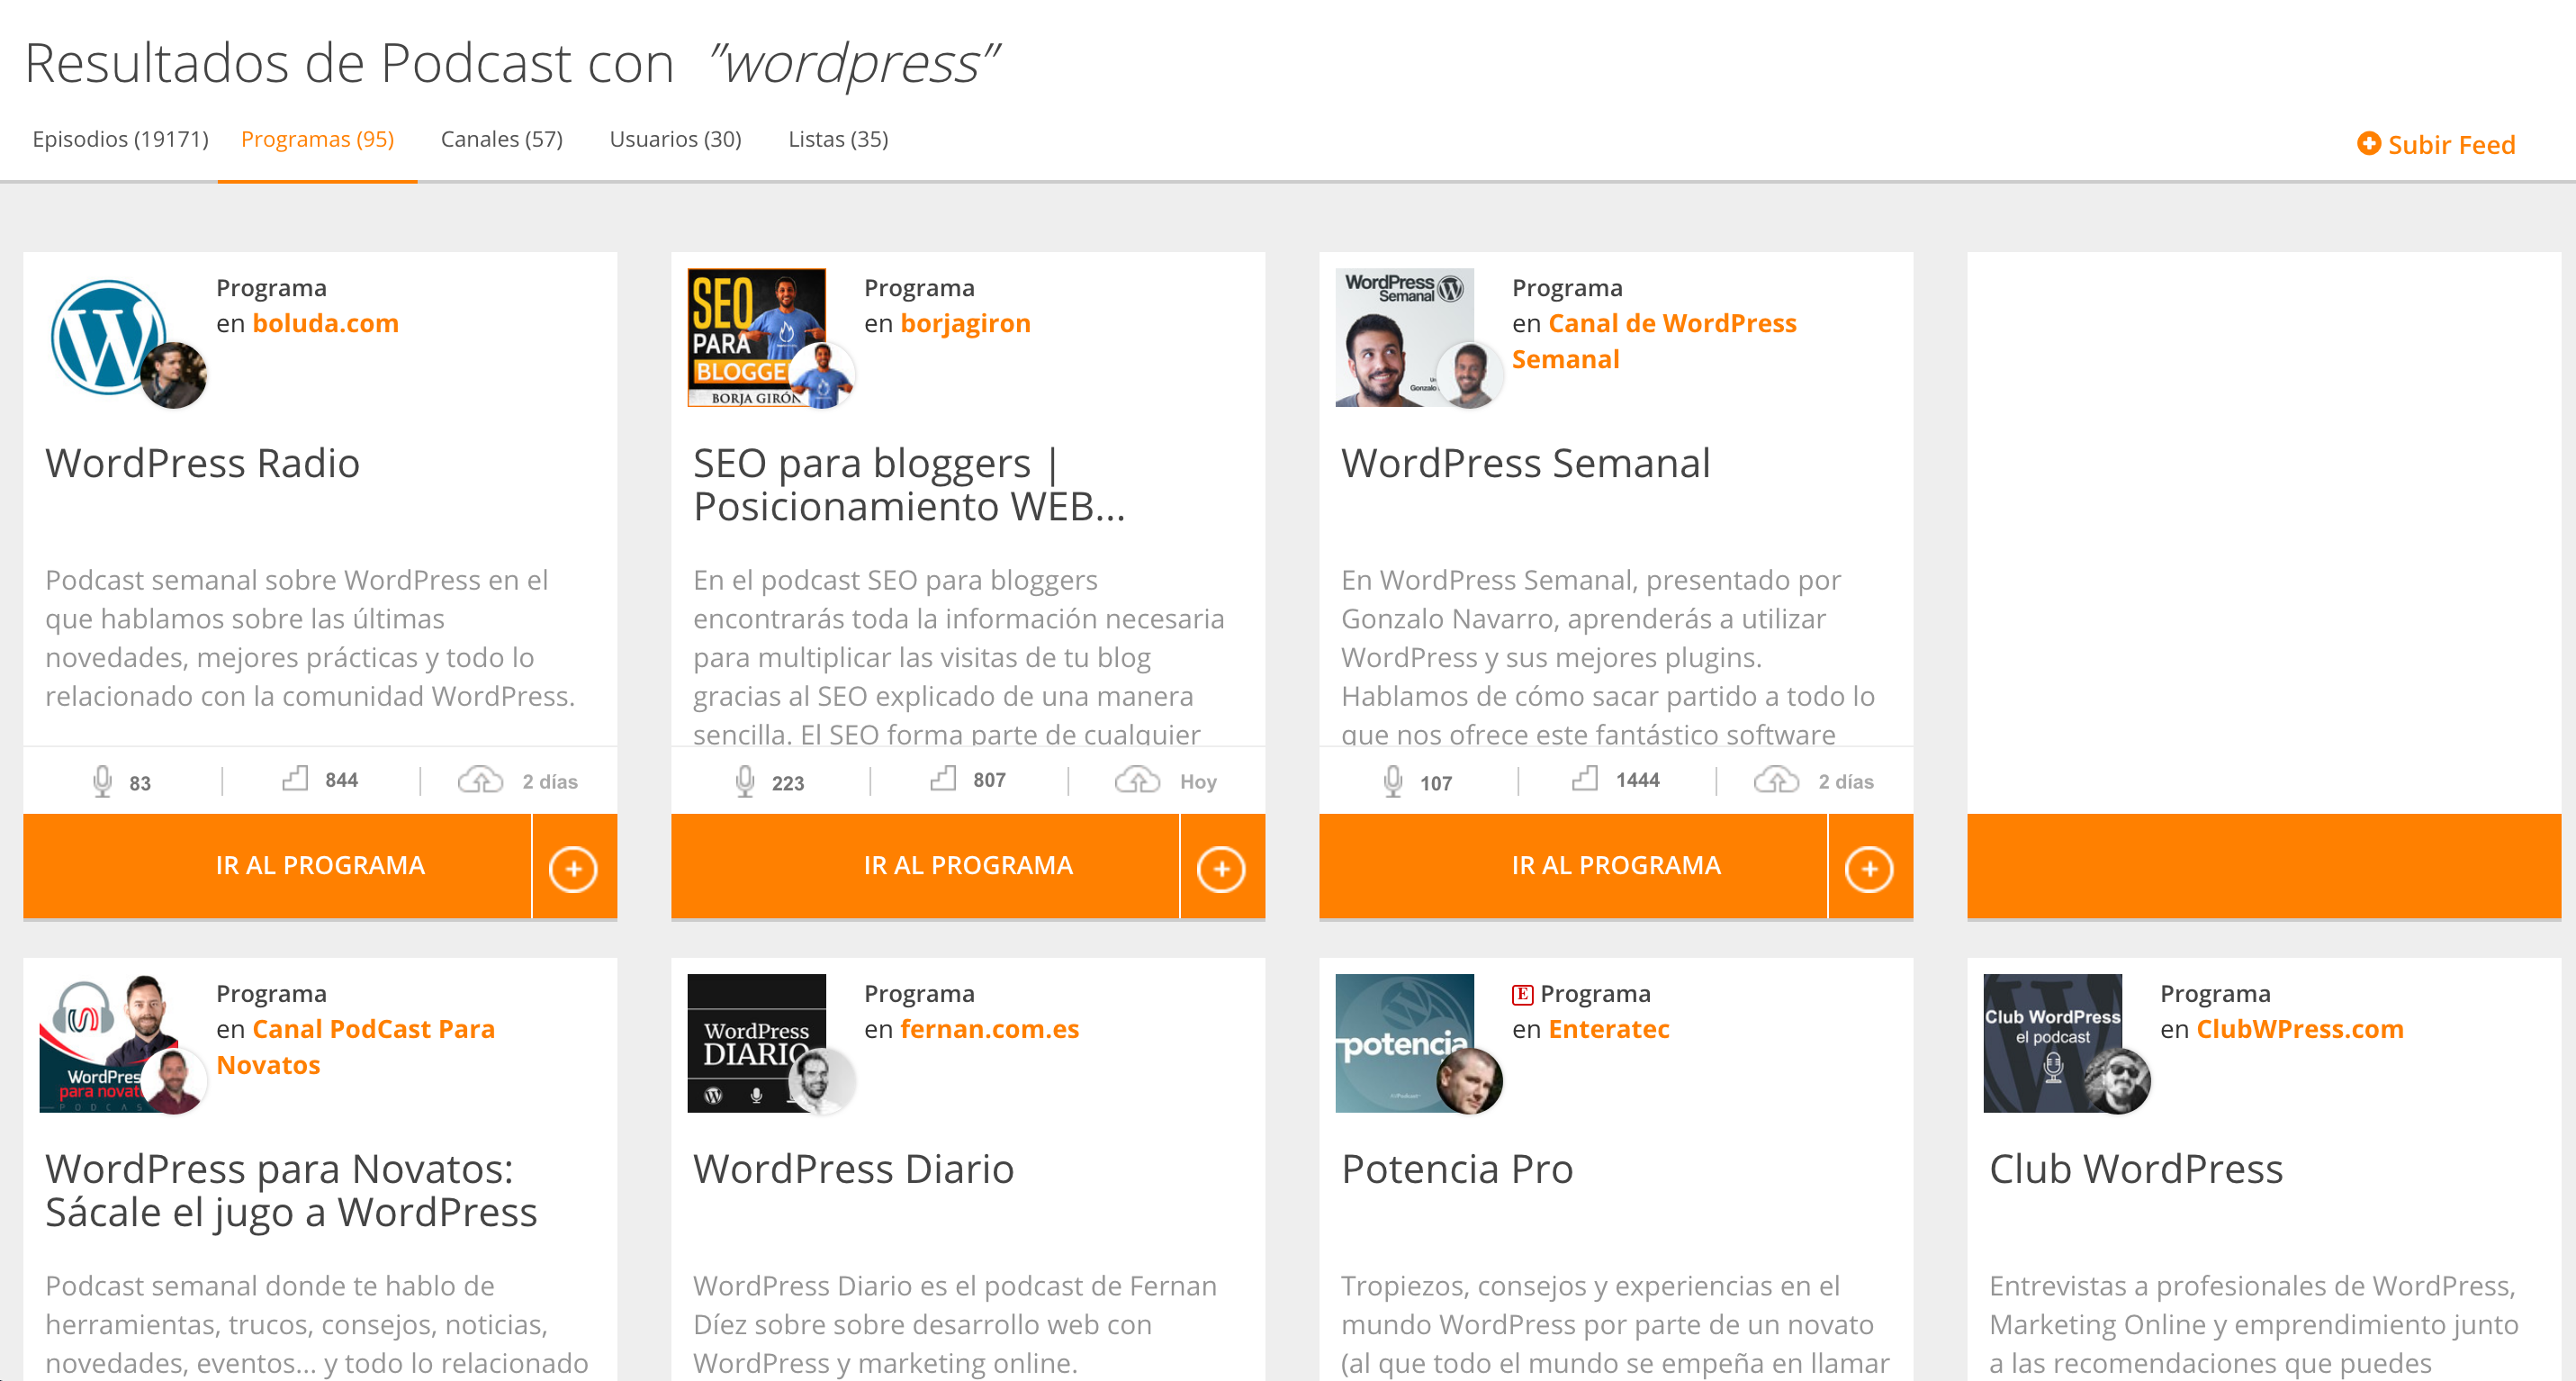 Resultados de Podcast con "wordpress"
Episodios (19171) Programas (95) Canales (57) Usuarios (30) Listas (35)
Subir Feed
Programa
en boluda.com
WordPress Radio
Podcast semanal sobre WordPress en el
que hablamos sobre las últimas
novedades, mejores prácticas y todo lo
relacionado con la comunidad WordPress.
83 844 2 días
IR AL PROGRAMA
SEO
PARA
BLOGGE
BORJA GIRÓN
Programa
en borjagiron
SEO para bloggers |
Posicionamiento WEB...
En el podcast SEO para bloggers
encontrarás toda la información necesaria
para multiplicar las visitas de tu blog
gracias al SEO explicado de una manera
sencilla. El SEO forma parte de cualquier
223 807 Hoy
IR AL PROGRAMA
WordPress
Semanal
Gonzalo
Programa
en Canal de WordPress
Semanal
WordPress Semanal
En WordPress Semanal, presentado por
Gonzalo Navarro, aprenderás a utilizar
WordPress y sus mejores plugins.
Hablamos de cómo sacar partido a todo lo
que nos ofrece este fantástico software
107 1444 2 días
IR AL PROGRAMA
WordPres
para novat
PODCAS
Programa
en Canal PodCast Para
Novatos
WordPress para Novatos:
Sácale el jugo a WordPress
Podcast semanal donde te hablo de
herramientas, trucos, consejos, noticias,
novedades, eventos... y todo lo relacionado
WordPress
DIARIO
Programa
en fernan.com.es
WordPress Diario
WordPress Diario es el podcast de Fernan
Díez sobre sobre desarrollo web con
WordPress y marketing online.
potencia
E Programa
en Enteratec
Potencia Pro
Tropiezos, consejos y experiencias en el
mundo WordPress por parte de un novato
(al que todo el mundo se empeña en llamar
Club WordPress
el podcast
Programa
en ClubWPress.com
Club WordPress
Entrevistas a profesionales de WordPress,
Marketing Online y emprendimiento junto
a las recomendaciones que puedes